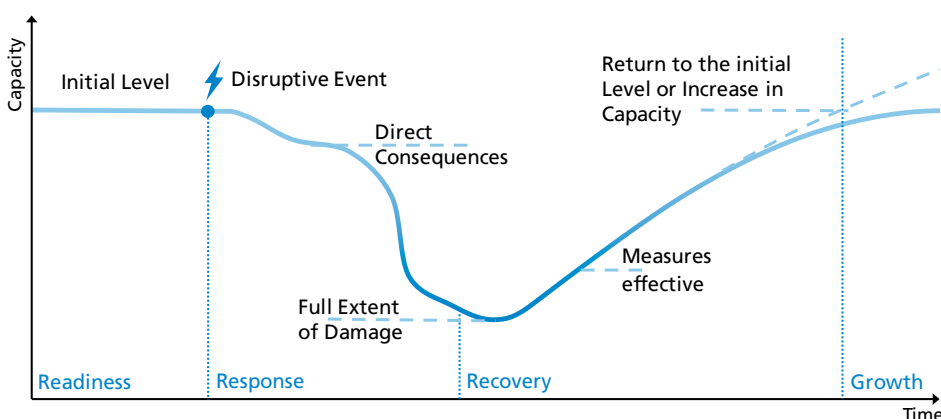 Capacity
Initial Level
Disruptive Event
Return to the initial
Level or Increase in
Capacity
Direct
Consequences
Measures
effective
Full Extent
of Damage
Readiness
Response
Recovery
Growth
Time